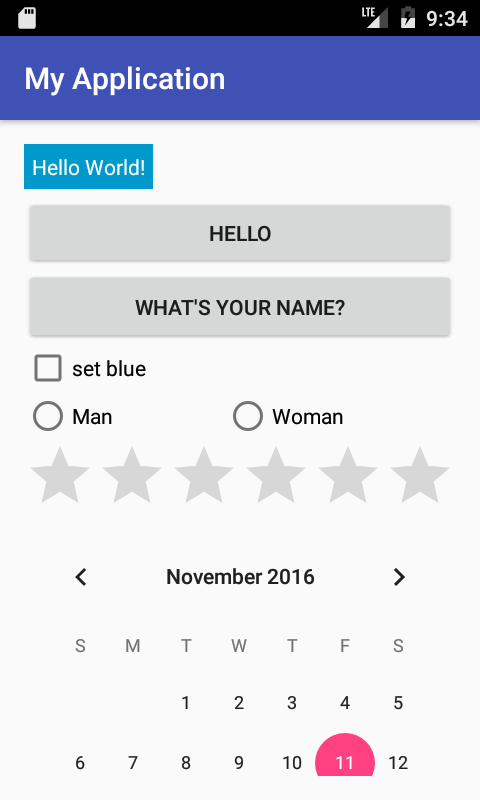 LTE 9:34
My Application
Hello World!
HELLO
WHAT'S YOUR NAME?
set blue
Man Woman
November 2016
S M T W T F S
1 2 3 4 5
6 7 8 9 10 11 12